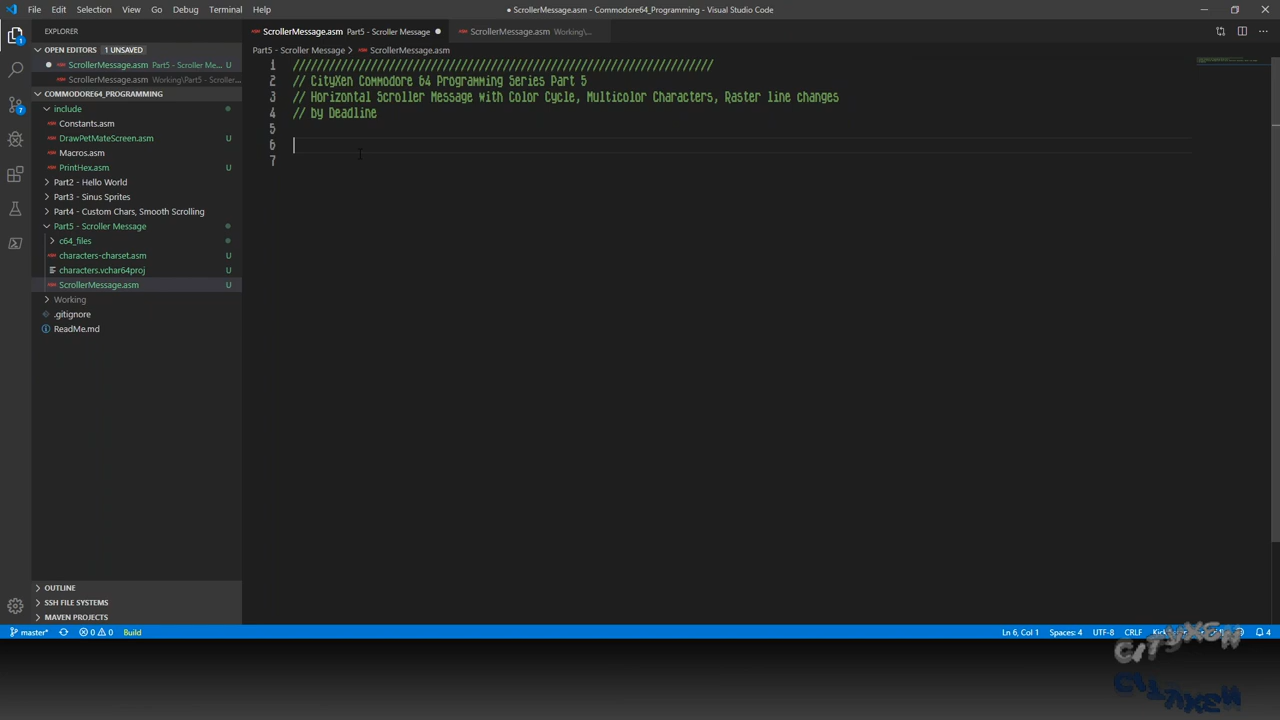 File Edit Selection View Go Debug Terminal Help
● ScrollerMessage.asm - Commodore64_Programming - Visual Studio Code
EXPLORER
OPEN EDITORS 1 UNSAVED
ScrollerMessage.asm Part5 - Scroller Me...
ScrollerMessage.asm Working\Part5 - Scroller...
COMMODORE64_PROGRAMMING
include
Constants.asm
DrawPetMateScreen.asm U
Macros.asm
PrintHex.asm U
Part2 - Hello World
Part3 - Sinus Sprites
Part4 - Custom Chars, Smooth Scrolling
Part5 - Scroller Message
c64_files
characters-charset.asm U
characters.vchar64proj U
ScrollerMessage.asm U
Working
.gitignore
ReadMe.md
OUTLINE
SSH FILE SYSTEMS
MAVEN PROJECTS
7
ScrollerMessage.asm Part5 - Scroller Message ●
ScrollerMessage.asm Working\...
Part5 - Scroller Message > ScrollerMessage.asm
1 //////////////////////////////////////////////////////////////////////
2 // CityXen Commodore 64 Programming Series Part 5
3 // Horizontal Scroller Message with Color Cycle, Multicolor Characters, Raster line changes
4 // by Deadline
5
6
7
master* 0 0 Build
Ln 6, Col 1 Spaces: 4 UTF-8 CRLF 4
CITYXEN
CITYXEN